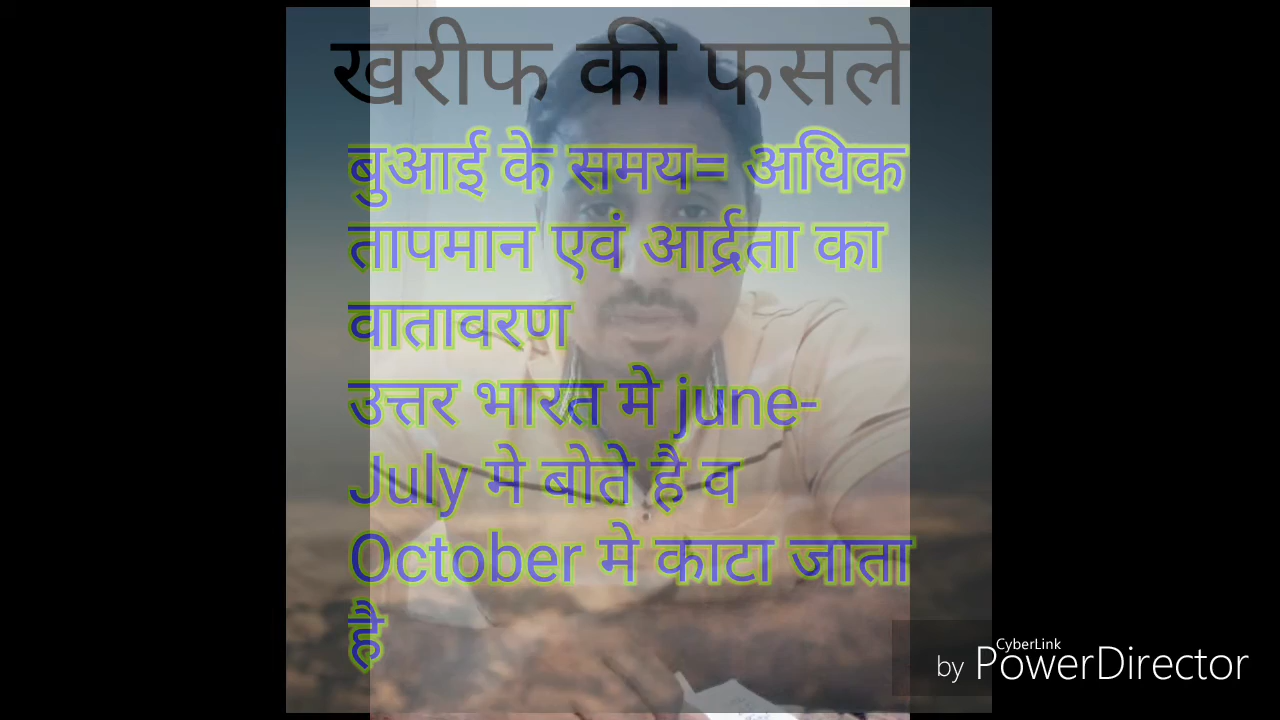 खरीफ की फसले
बुआई के समय= अधिक
तापमान एवं आर्द्रता का
वातावरण
उत्तर भारत मे june-
July मे बोते है व
October मे काटा जाता
है
CyberLink
by PowerDirector